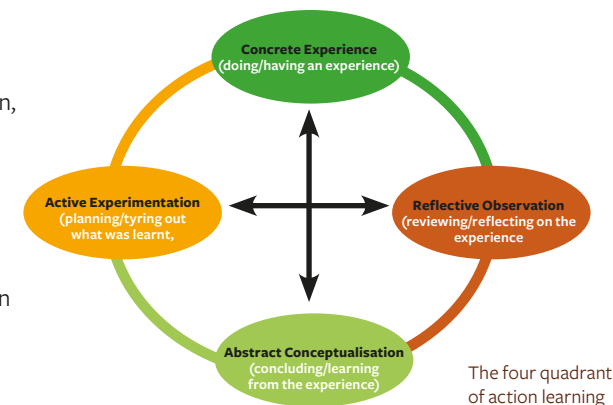 Concrete Experience
(doing/having an experience)
n,
Active Experimentation
(planning/tyring out
what was learnt,
Reflective Observation
(reviewing/reflecting on the
experience
n
Abstract Conceptualisation
(concluding/learning
from the experience)
The four quadrant
of action learning